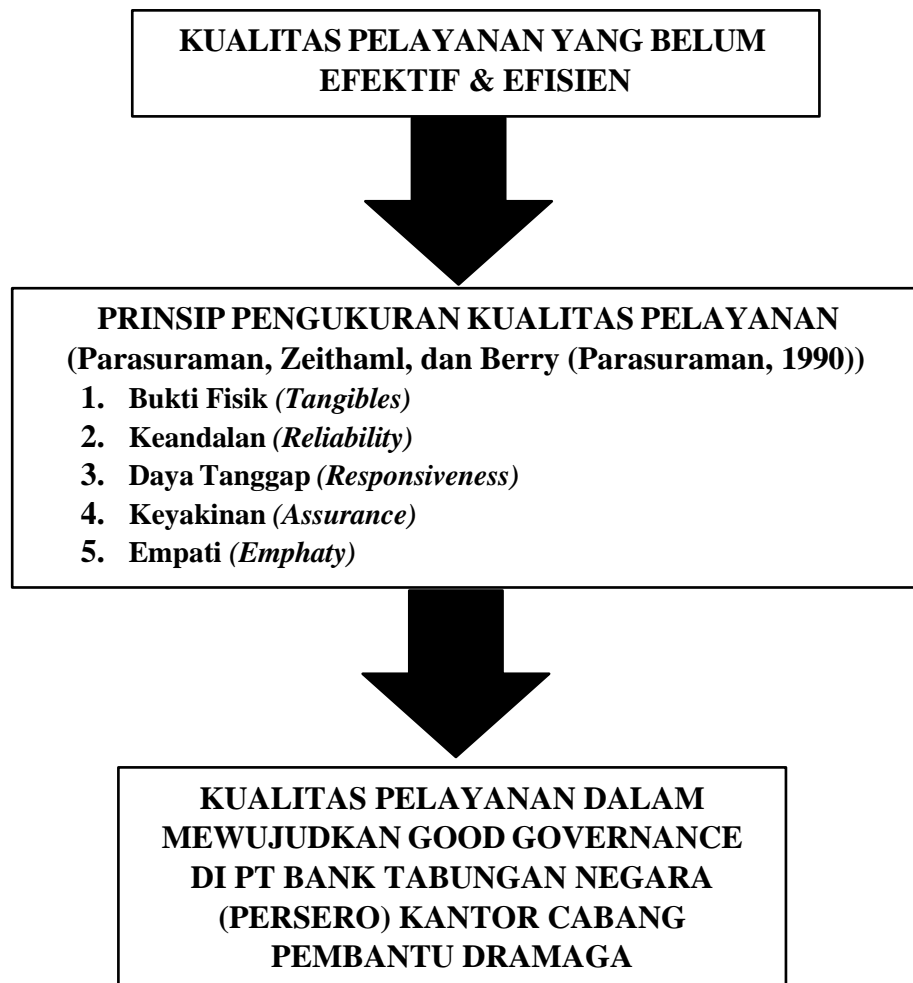 KUALITAS PELAYANAN YANG BELUM
EFEKTIF & EFISIEN
PRINSIP PENGUKURAN KUALITAS PELAYANAN
(Parasuraman, Zeithaml, dan Berry (Parasuraman, 1990))
1. Bukti Fisik (Tangibles)
2. Keandalan (Reliability)
3. Daya Tanggap (Responsiveness)
4. Keyakinan (Assurance)
5. Empati (Emphaty)
KUALITAS PELAYANAN DALAM
MEWUJUDKAN GOOD GOVERNANCE
DI PT BANK TABUNGAN NEGARA
(PERSERO) KANTOR CABANG
PEMBANTU DRAMAGA